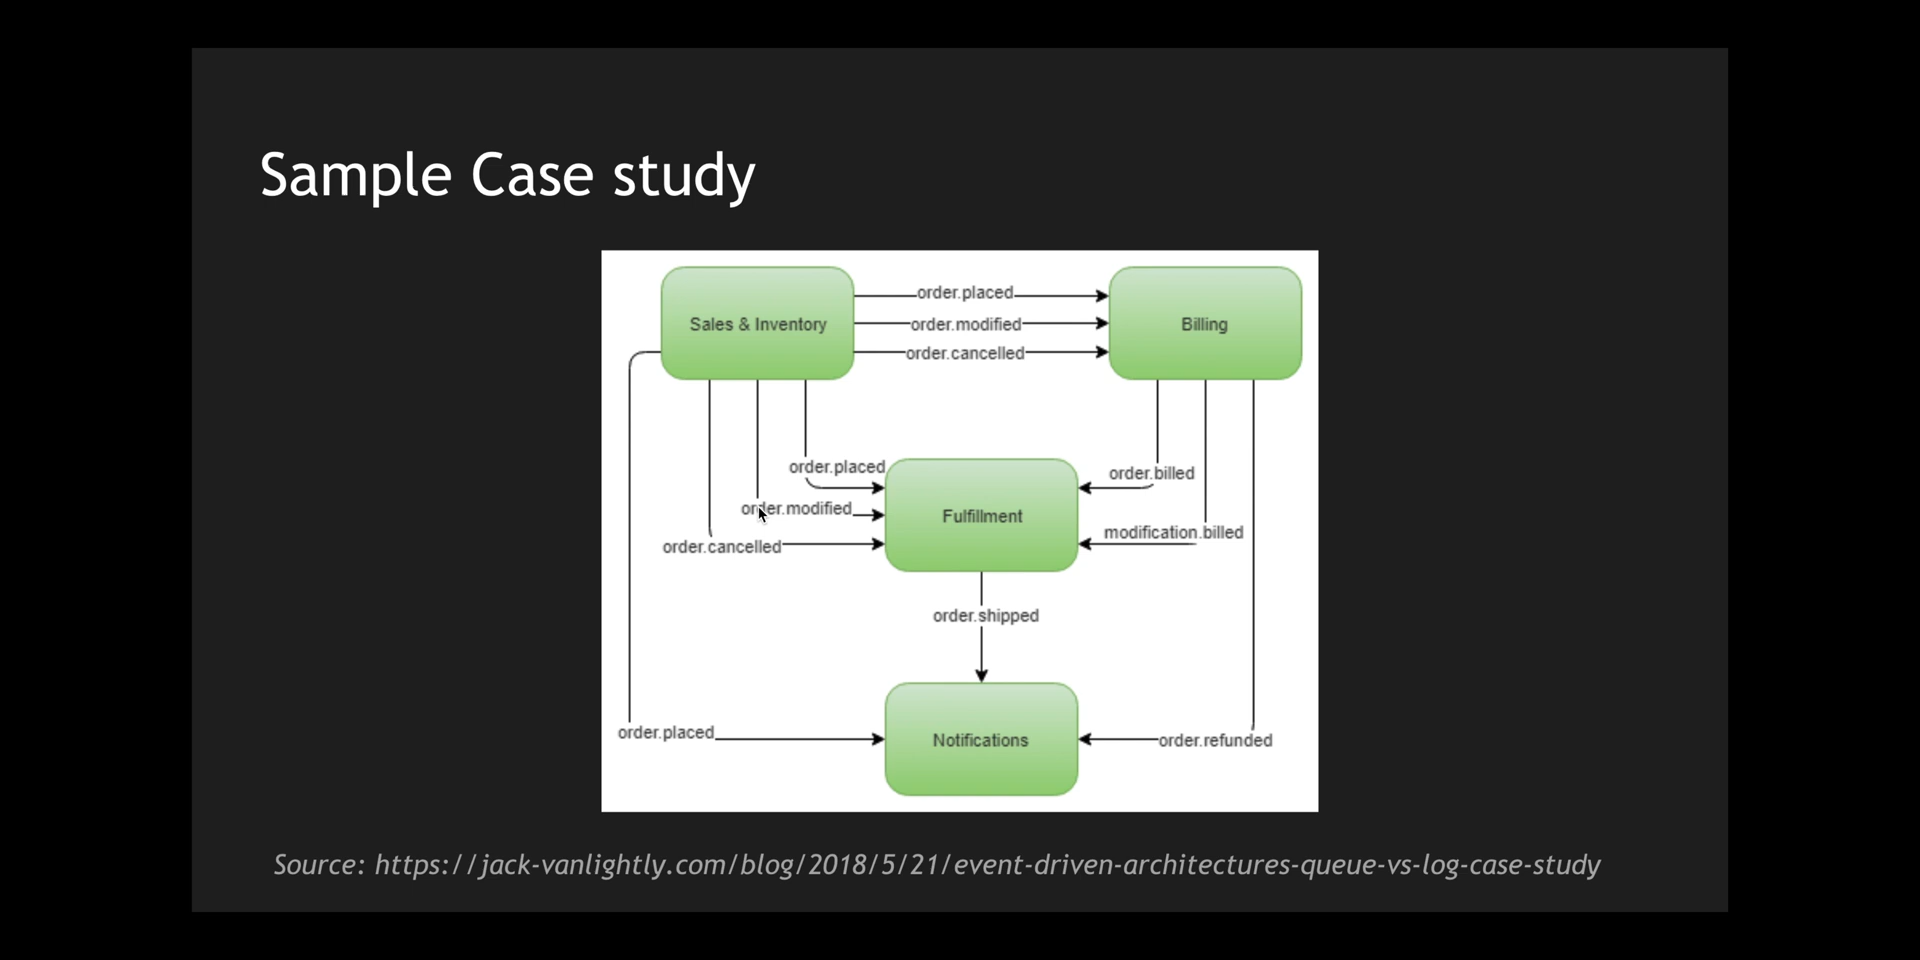 Sample Case study
Sales & Inventory
order.placed
order.modified
order.cancelled
Billing
order.placed
order.modified
order.cancelled
Fulfillment
order.billed
modification.billed
order.shipped
order.placed
Notifications
order.refunded
Source: https://jack-vanlightly.com/blog/2018/5/21/event-driven-architectures-queue-vs-log-case-study